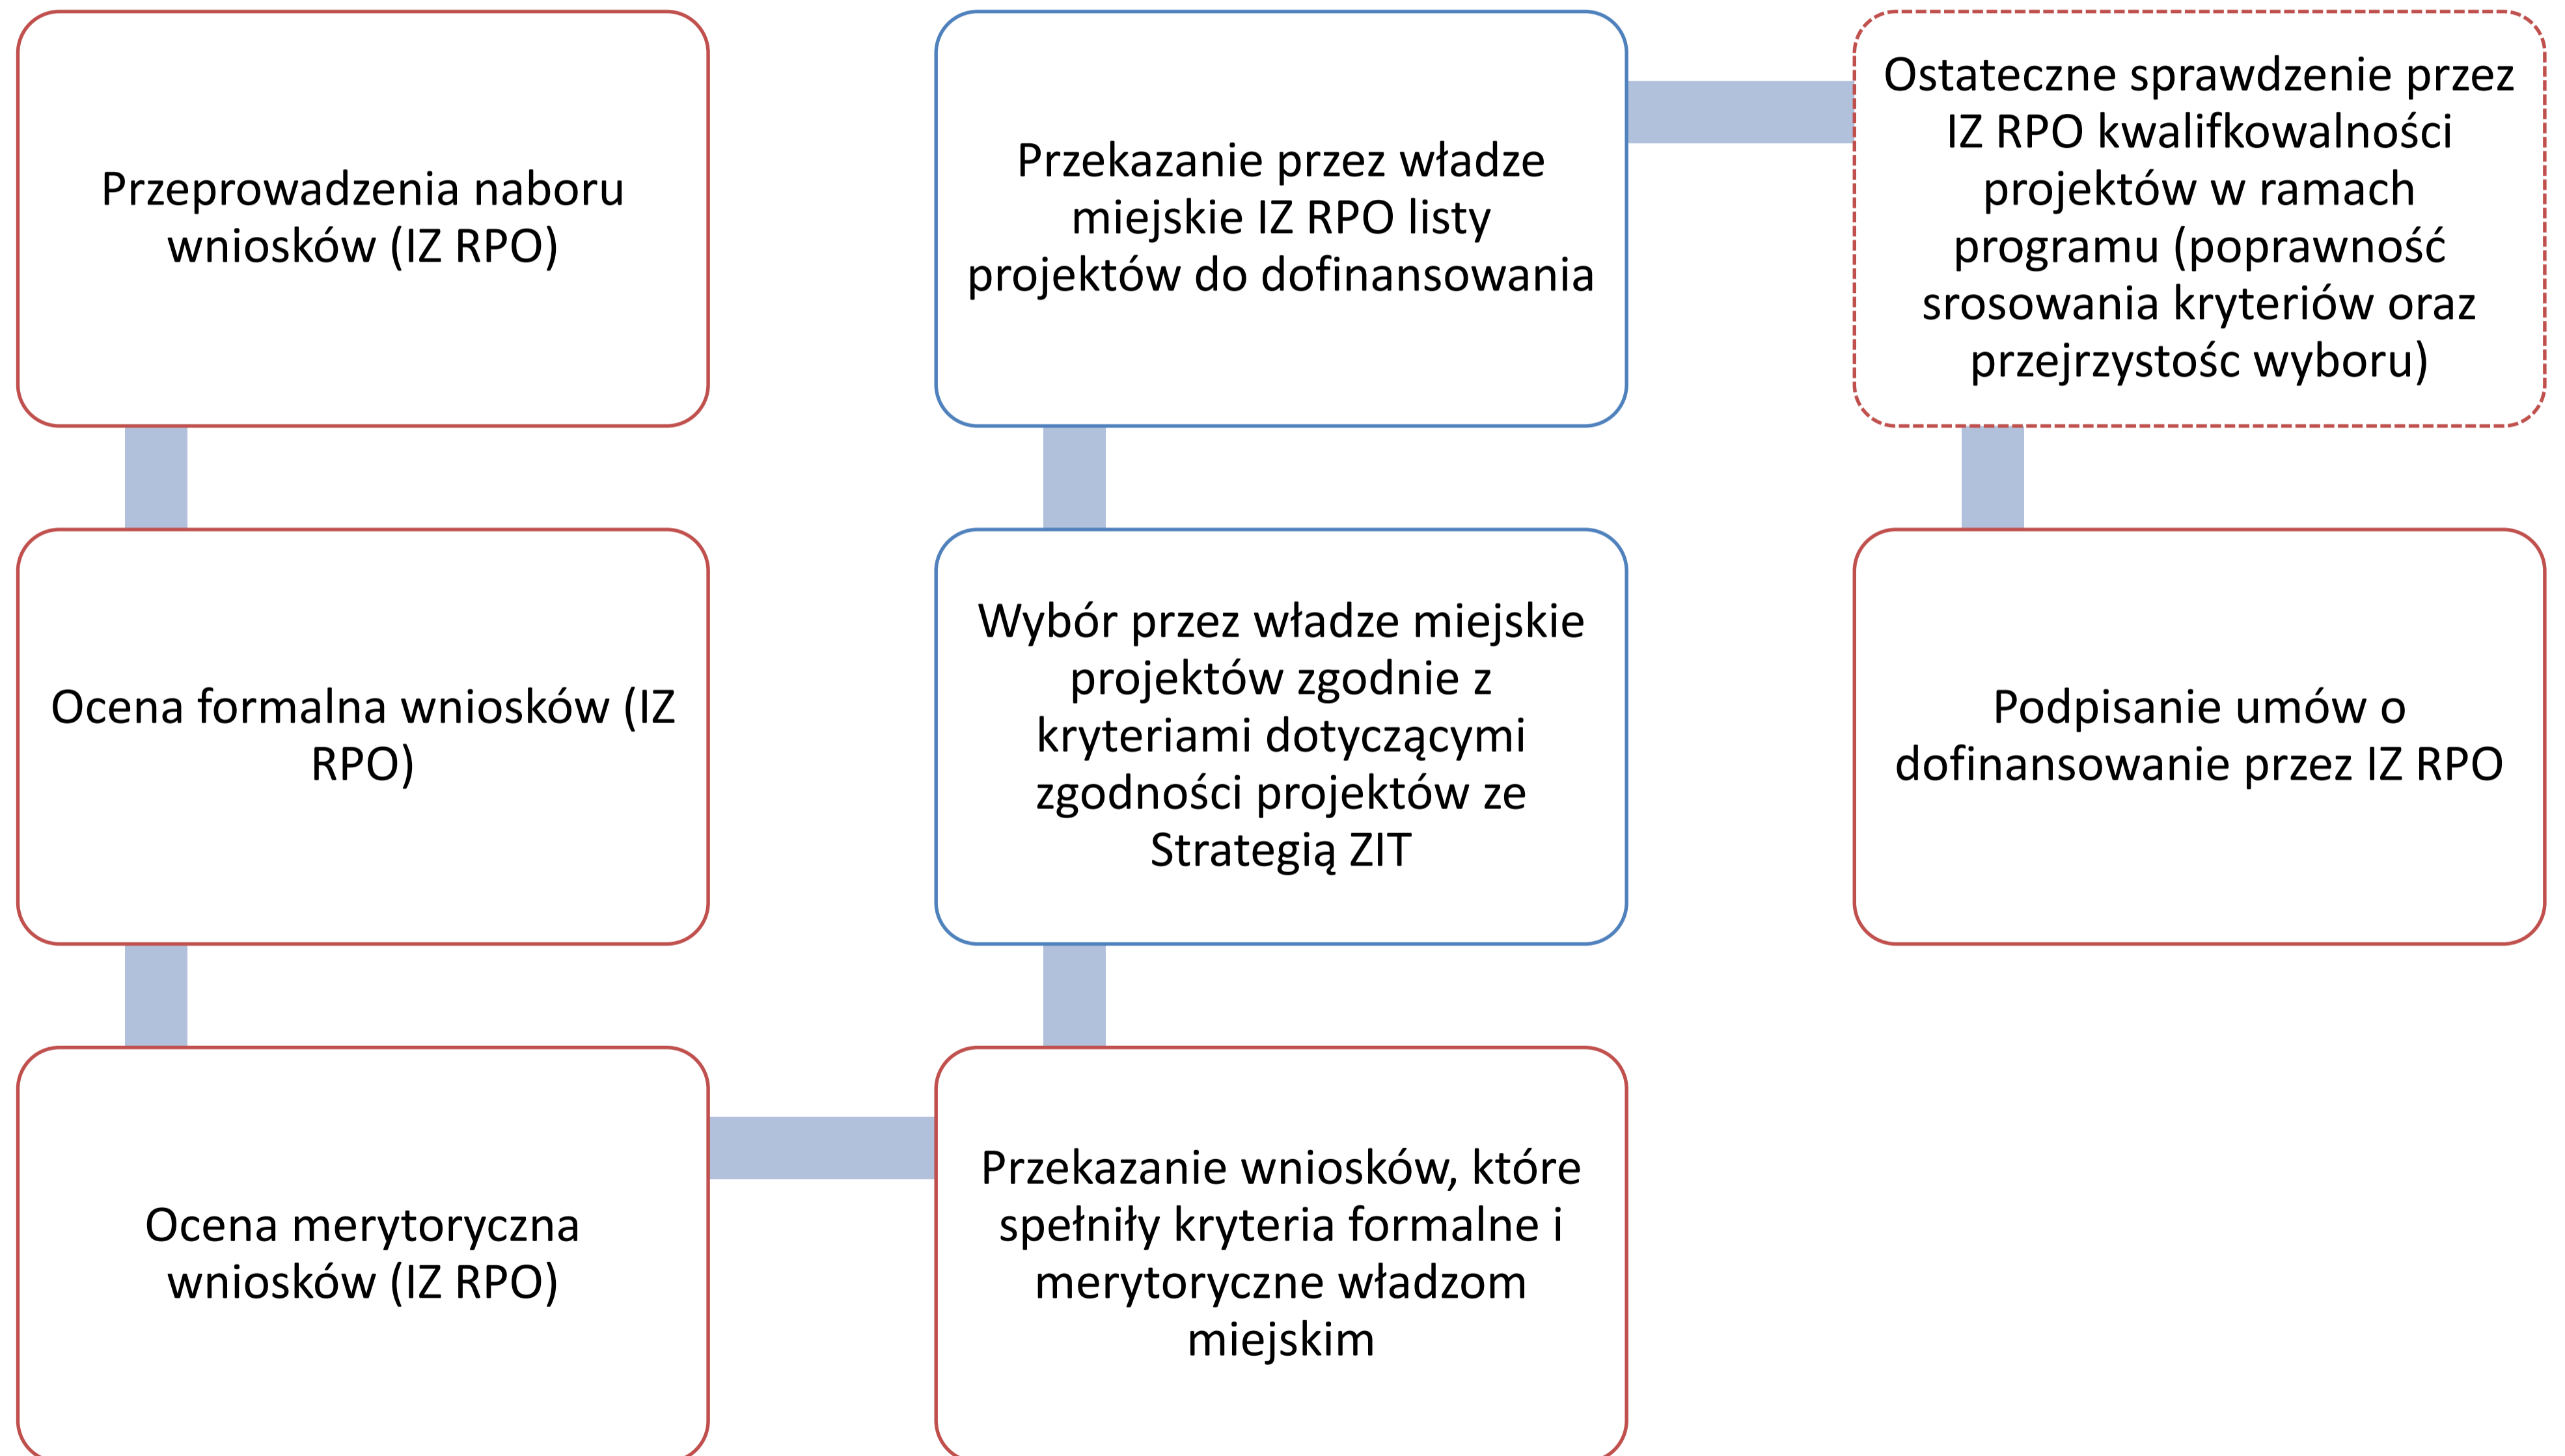 Przeprowadzenia naboru
wniosków (IZ RPO)
Ocena formalna wniosków (IZ
RPO)
Ocena merytoryczna
wniosków (IZ RPO)
Przekazanie wniosków, które
spełniły kryteria formalne i
merytoryczne władzom
miejskim
Wybór przez władze miejskie
projektów zgodnie z
kryteriami dotyczącymi
zgodności projektów ze
Strategią ZIT
Przekazanie przez władze
miejskie IZ RPO listy
projektów do dofinansowania
Ostateczne sprawdzenie przez
IZ RPO kwalifkowalności
projektów w ramach
programu (poprawność
srosowania kryteriów oraz
przejrzystośc wyboru)
Podpisanie umów o
dofinansowanie przez IZ RPO